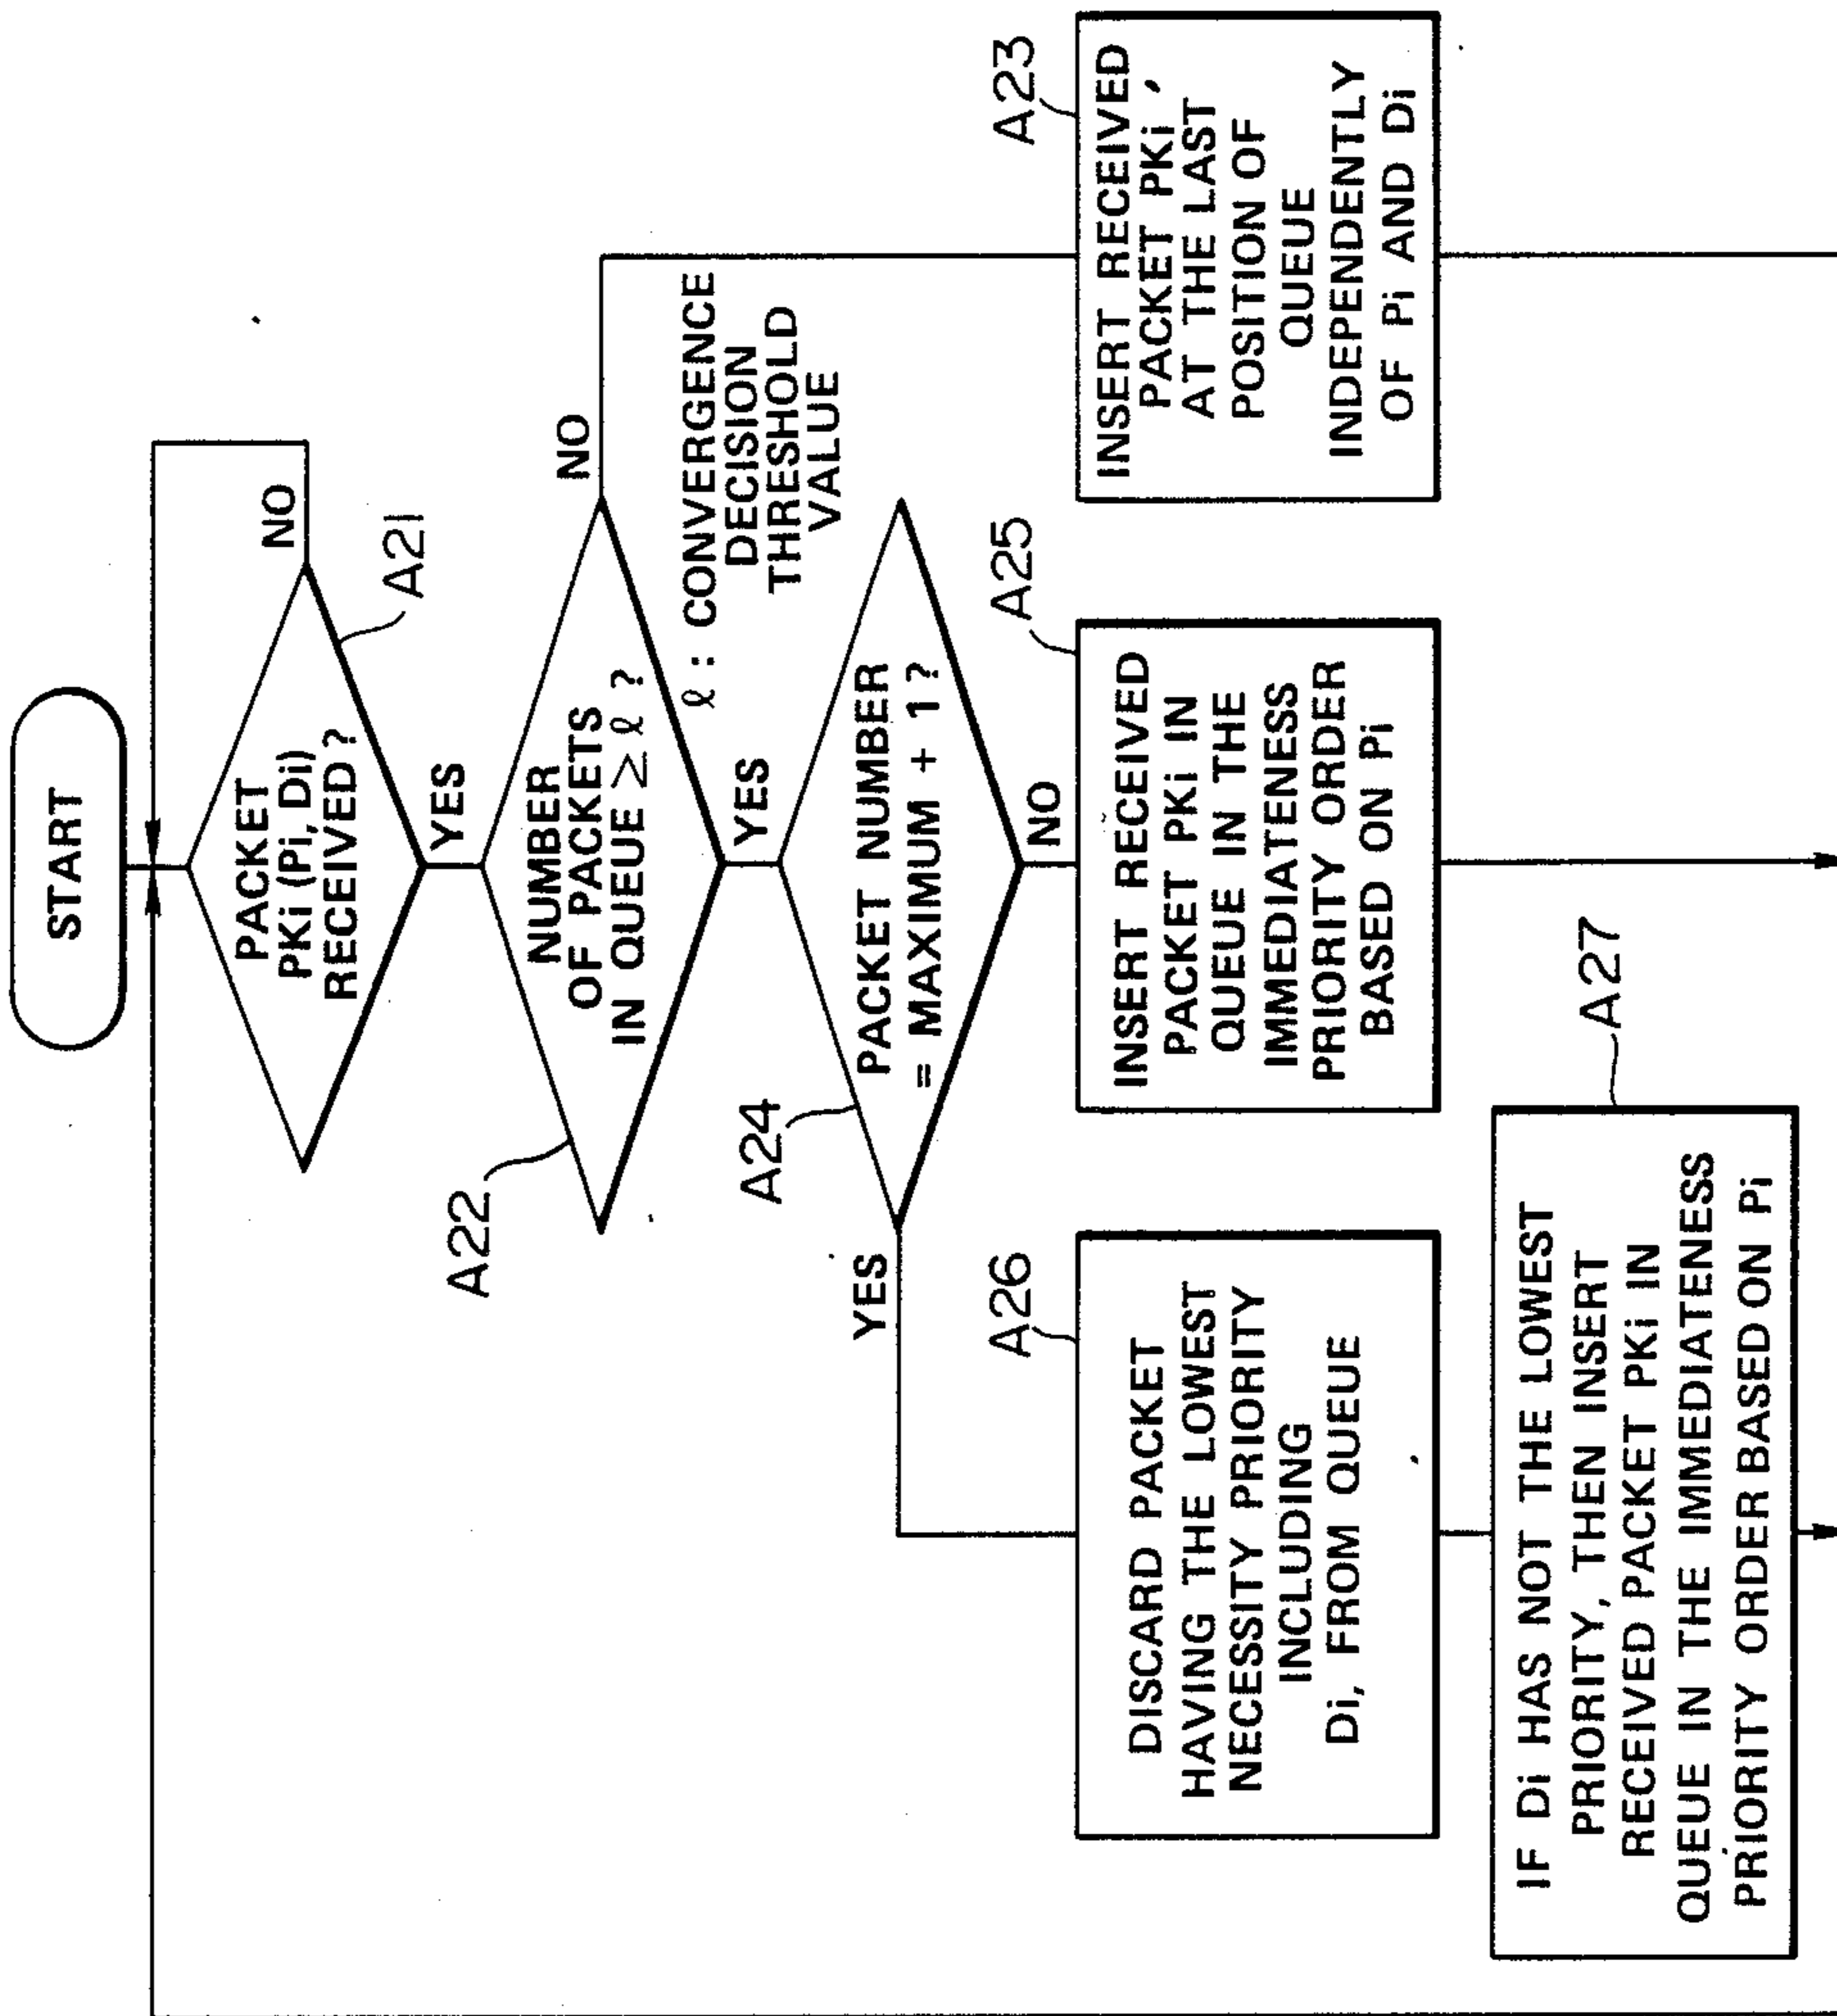 START
PACKET
PKi (Pi, Di)
RECEIVED ?
NO
A21
YES
NUMBER
OF PACKETS
IN QUEUE ≥ ℓ ?
NO
A22
ℓ : CONVERGENCE
DECISION
THRESHOLD
VALUE
YES
PACKET NUMBER
= MAXIMUM + 1 ?
A24
YES
NO
A23
INSERT RECEIVED
PACKET PKi,
AT THE LAST
POSITION OF
QUEUE
INDEPENDENTLY
OF Pi AND Di
A25
INSERT RECEIVED
PACKET PKi IN
QUEUE IN THE
IMMEDIATENESS
PRIORITY ORDER
BASED ON Pi
A26
DISCARD PACKET
HAVING THE LOWEST
NECESSITY PRIORITY
INCLUDING
Di, FROM QUEUE
A27
IF Di HAS NOT THE LOWEST
PRIORITY, THEN INSERT
RECEIVED PACKET PKi IN
QUEUE IN THE IMMEDIATENESS
PRIORITY ORDER BASED ON Pi